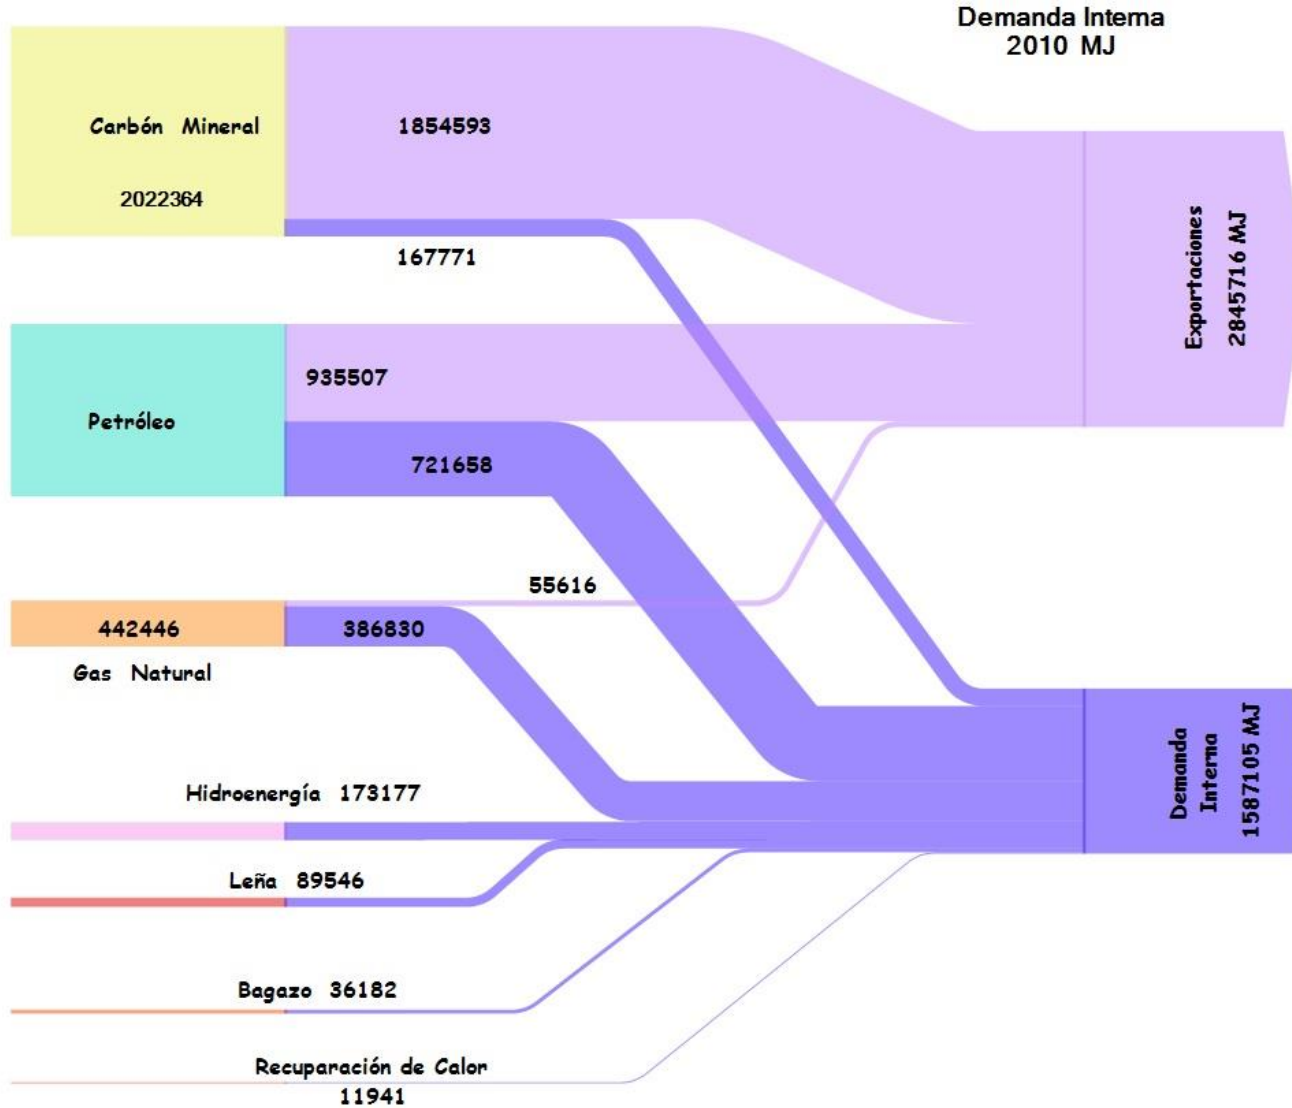 Demanda Interna
2010 MJ
Carbón Mineral
2022364
1854593
167771
Exportaciones
2845716 MJ
Petróleo
935507
721658
55616
442446
386830
Gas Natural
Demanda
Interna
1587105 MJ
Hidroenergía 173177
Leña 89546
Bagazo 36182
Recuparación de Calor
11941